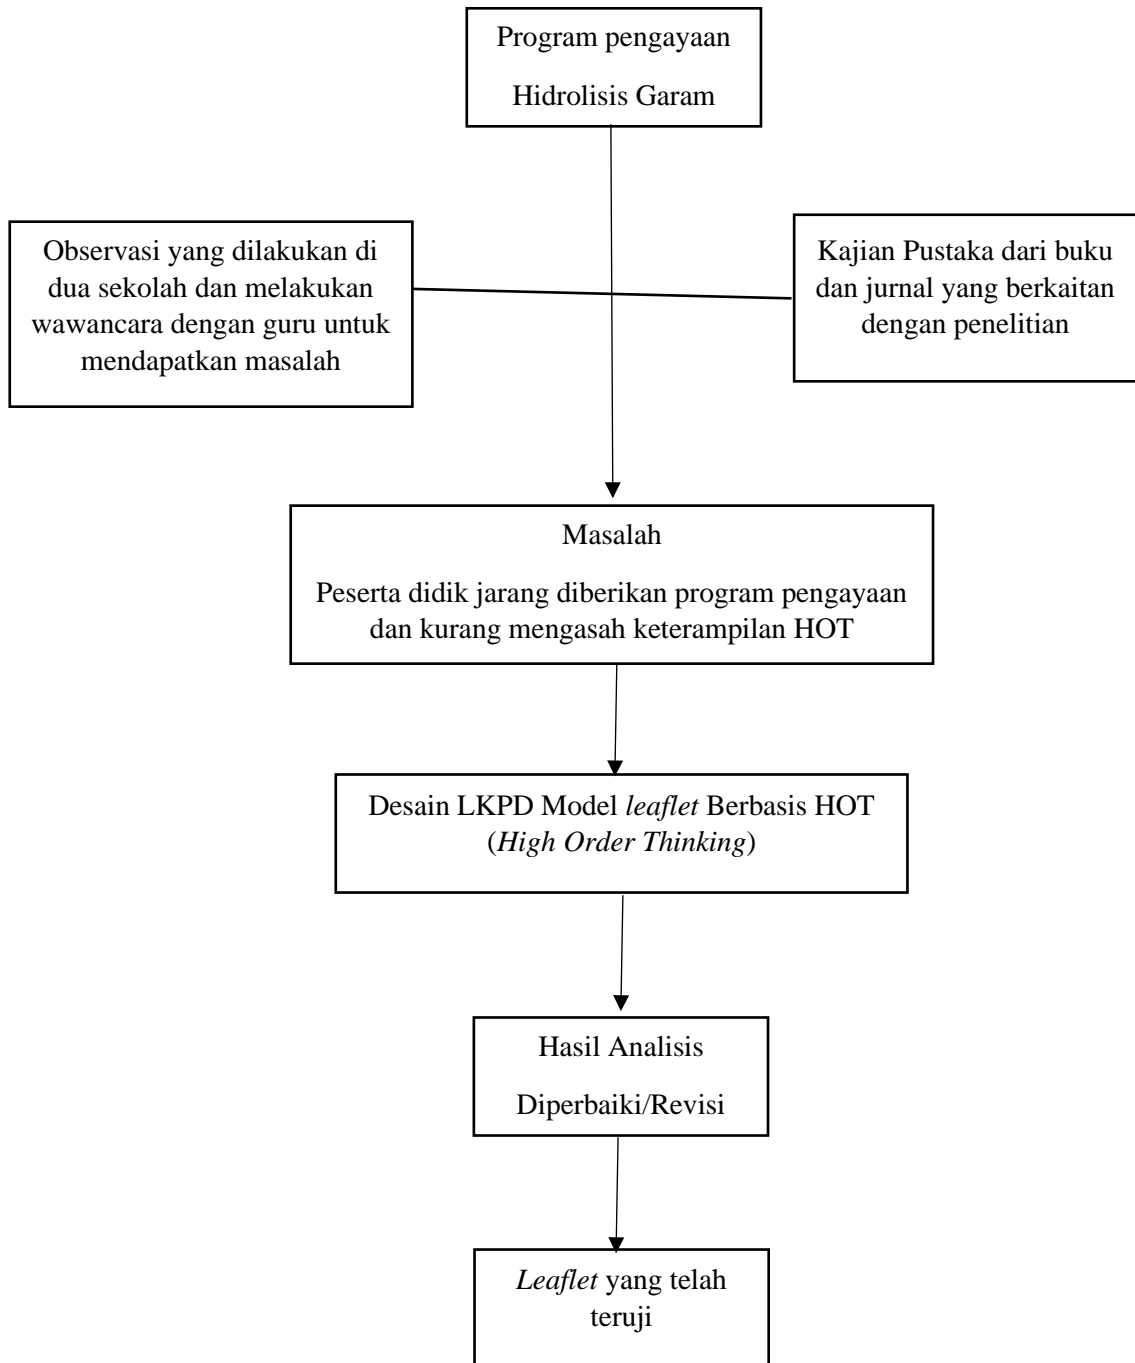 Program pengayaan
Hidrolisis Garam
Observasi yang dilakukan di
dua sekolah dan melakukan
wawancara dengan guru untuk
mendapatkan masalah
Kajian Pustaka dari buku
dan jurnal yang berkaitan
dengan penelitian
Masalah
Peserta didik jarang diberikan program pengayaan
dan kurang mengasah keterampilan HOT
Desain LKPD Model leaflet Berbasis HOT
(High Order Thinking)
Hasil Analisis
Diperbaiki/Revisi
Leaflet yang telah
teruji